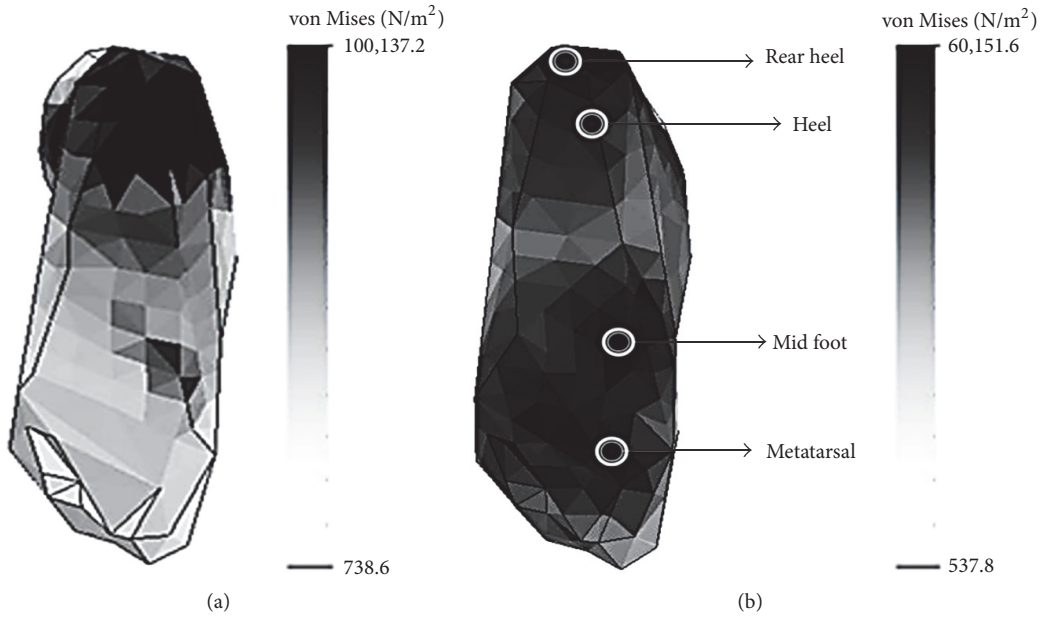 von Mises (N/m²)
100,137.2
738.6
(a)
von Mises (N/m²)
60,151.6
Rear heel
Heel
Mid foot
Metatarsal
537.8
(b)